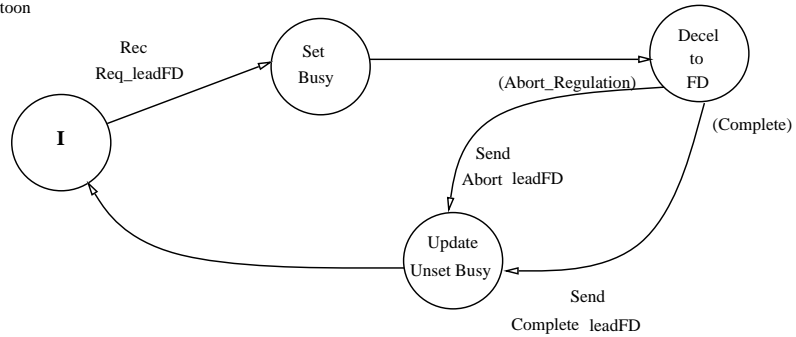 toon
Rec
Req_leadFD
Set
Busy
Decel
to
FD
(Abort_Regulation)
(Complete)
I
Send
Abort leadFD
Update
Unset Busy
Send
Complete leadFD